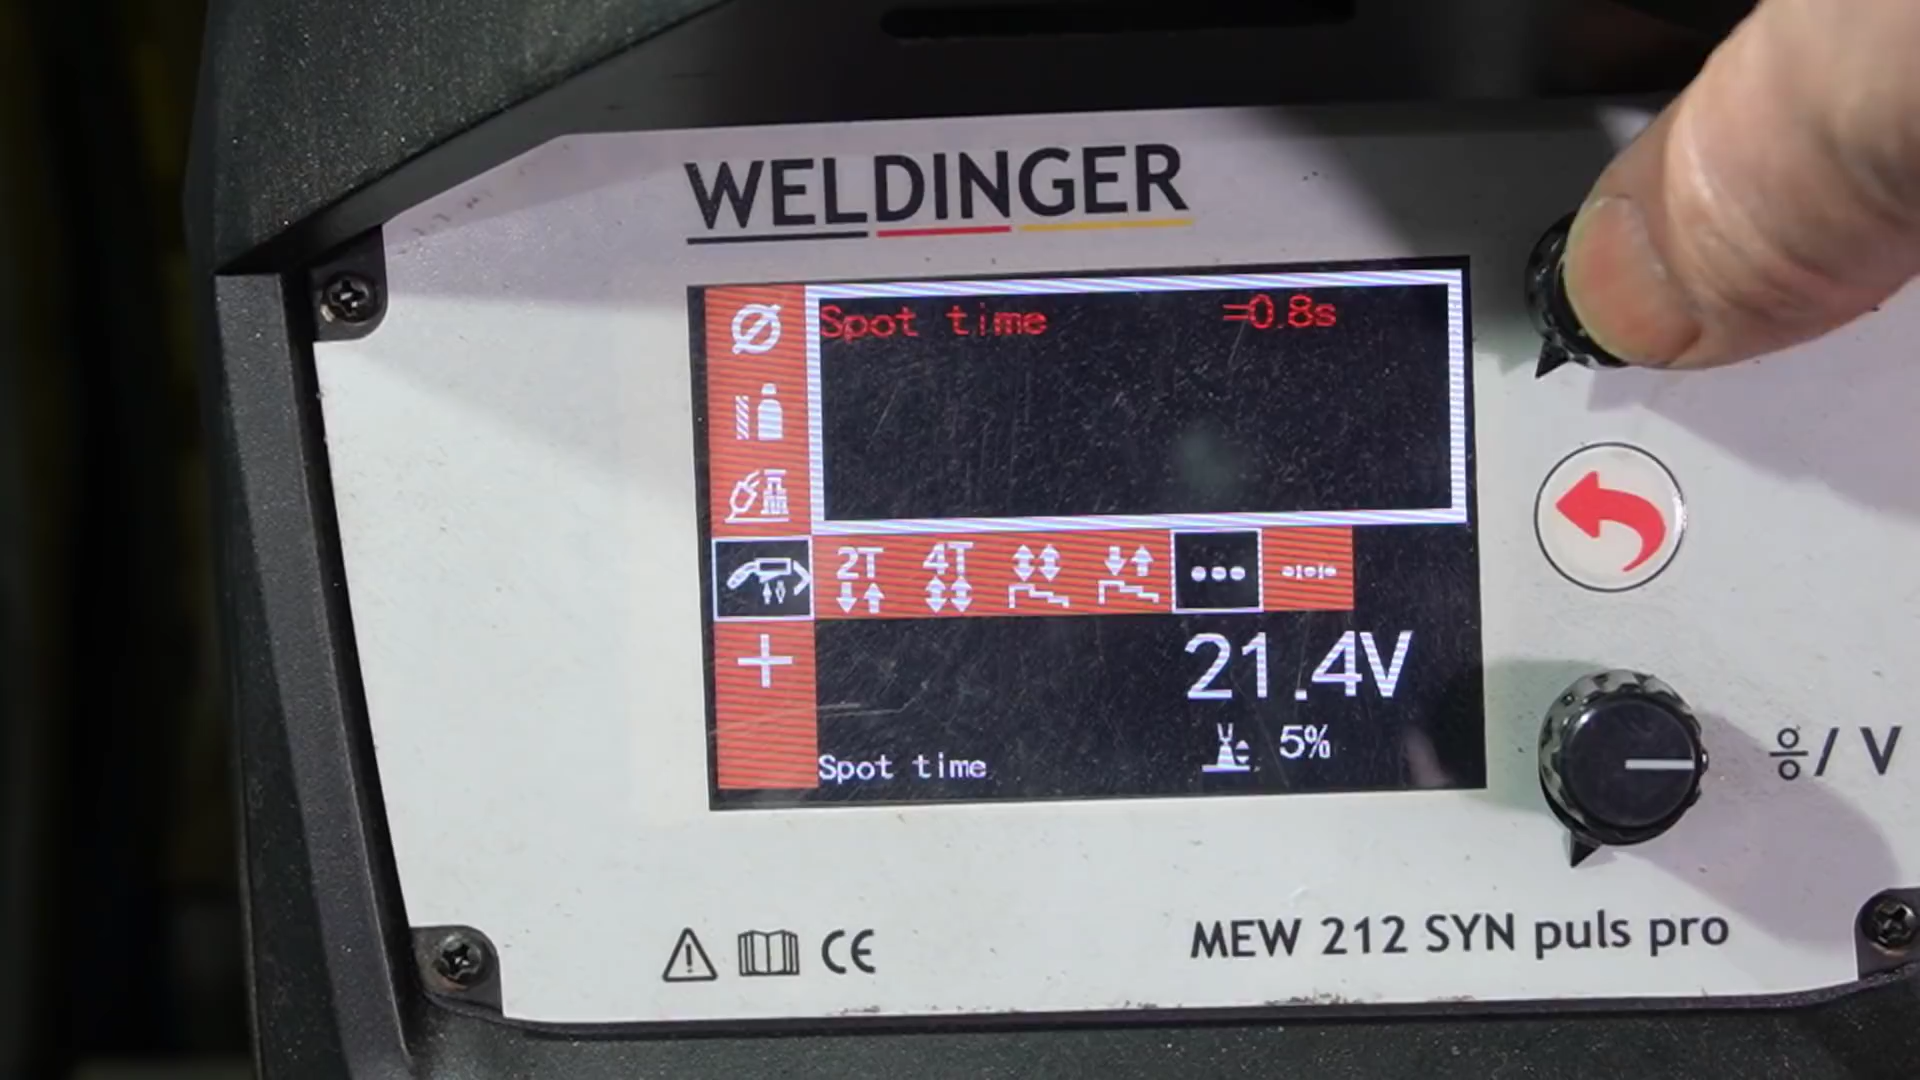 WELDINGER
Spot time =0.8s
2T 4T
21.4V
5%
Spot time
/ V
CE
MEW 212 SYN puls pro